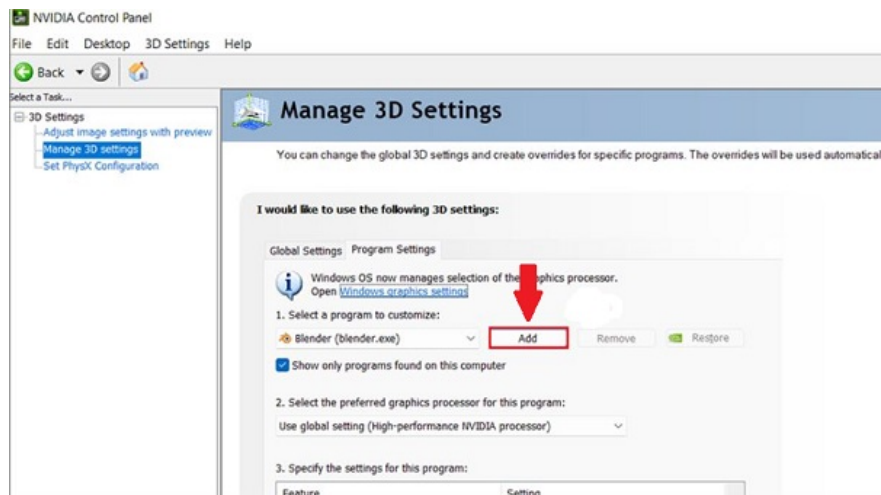 NVIDIA Control Panel
File Edit Desktop 3D Settings Help
Back
Select a Task...
3D Settings
Adjust image settings with preview
Manage 3D settings
Set PhysX Configuration
Manage 3D Settings
You can change the global 3D settings and create overrides for specific programs. The overrides will be used automatical
I would like to use the following 3D settings:
Global Settings Program Settings
Windows OS now manages selection of the graphics processor.
Open Windows graphics settings
1. Select a program to customize:
Blender (blender.exe) Add Remove Restore
Show only programs found on this computer
2. Select the preferred graphics processor for this program:
Use global setting (High-performance NVIDIA processor)
3. Specify the settings for this program:
Feature Setting